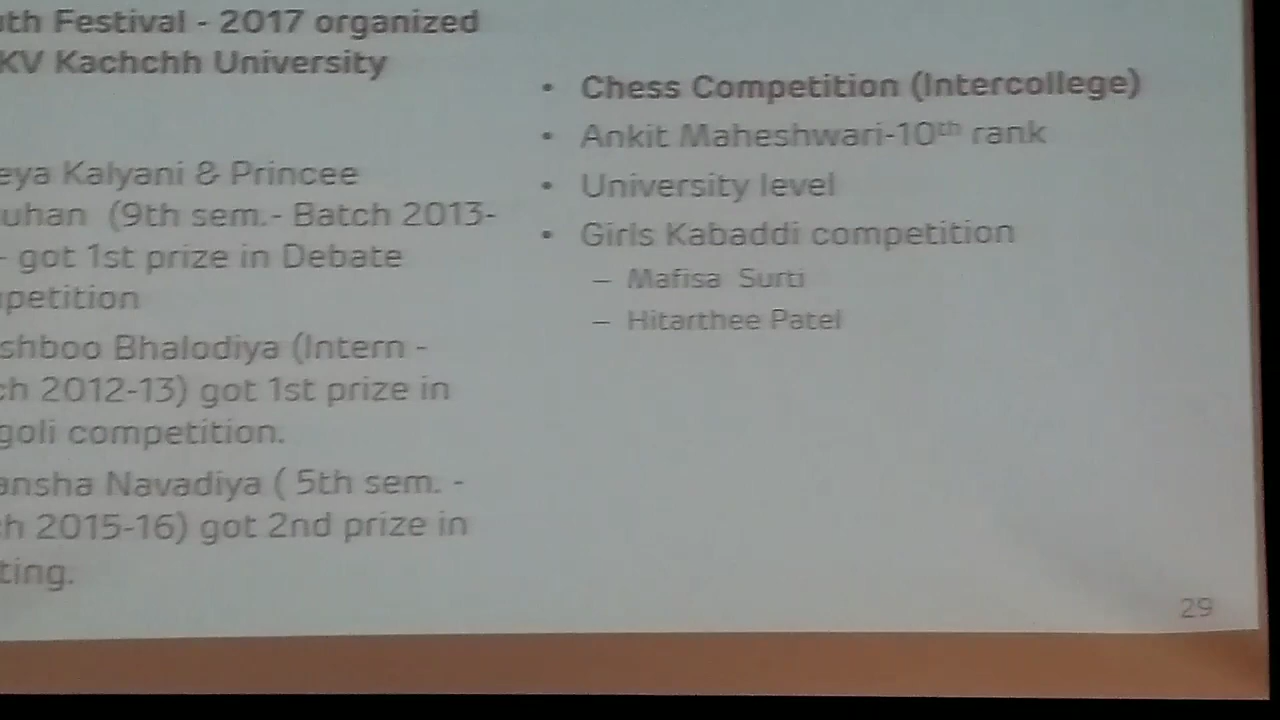 th Festival - 2017 organized
KV Kachchh University
eya Kalyani & Princee
uhan (9th sem.- Batch 2013-
- got 1st prize in Debate
petition
shboo Bhalodiya (Intern -
ch 2012-13) got 1st prize in
goli competition.
ansha Navadiya ( 5th sem. -
h 2015-16) got 2nd prize in
ting.
• Chess Competition (Intercollege)
• Ankit Maheshwari-10th rank
• University level
• Girls Kabaddi competition
– Mafisa Surti
– Hitarthee Patel
29